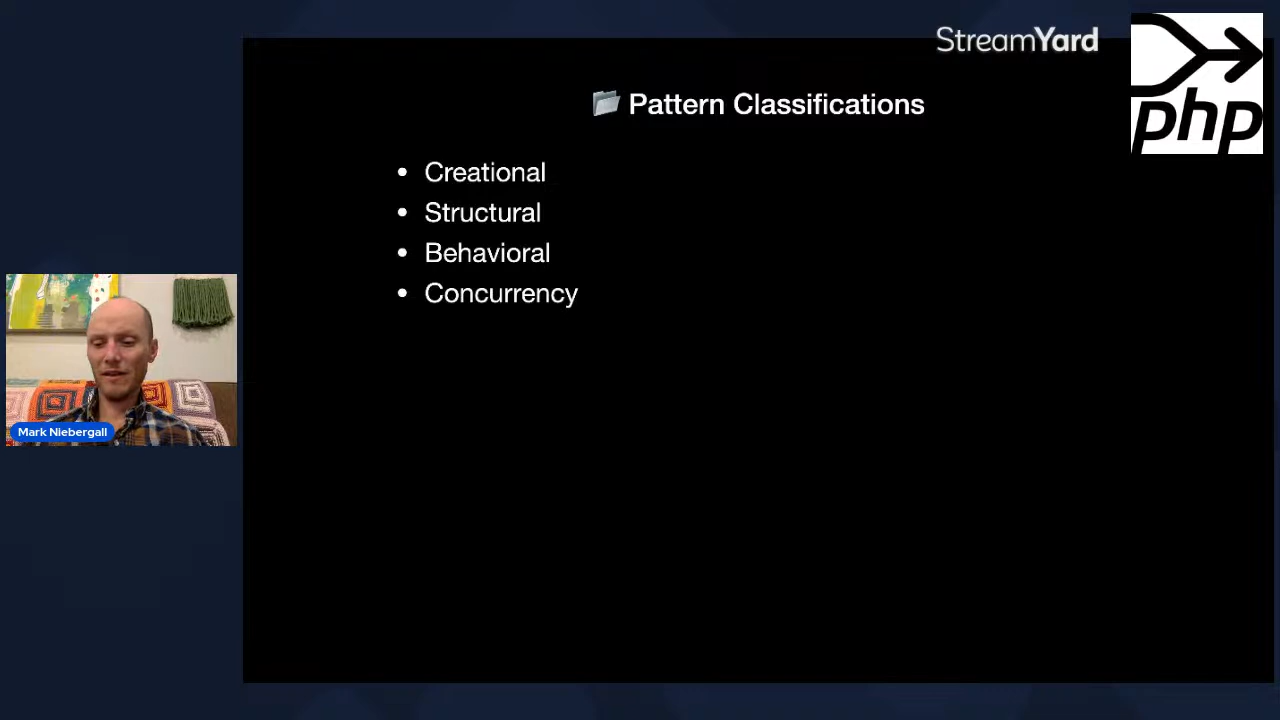 StreamYard
php
📁 Pattern Classifications
• Creational
• Structural
• Behavioral
• Concurrency
Mark Niebergall